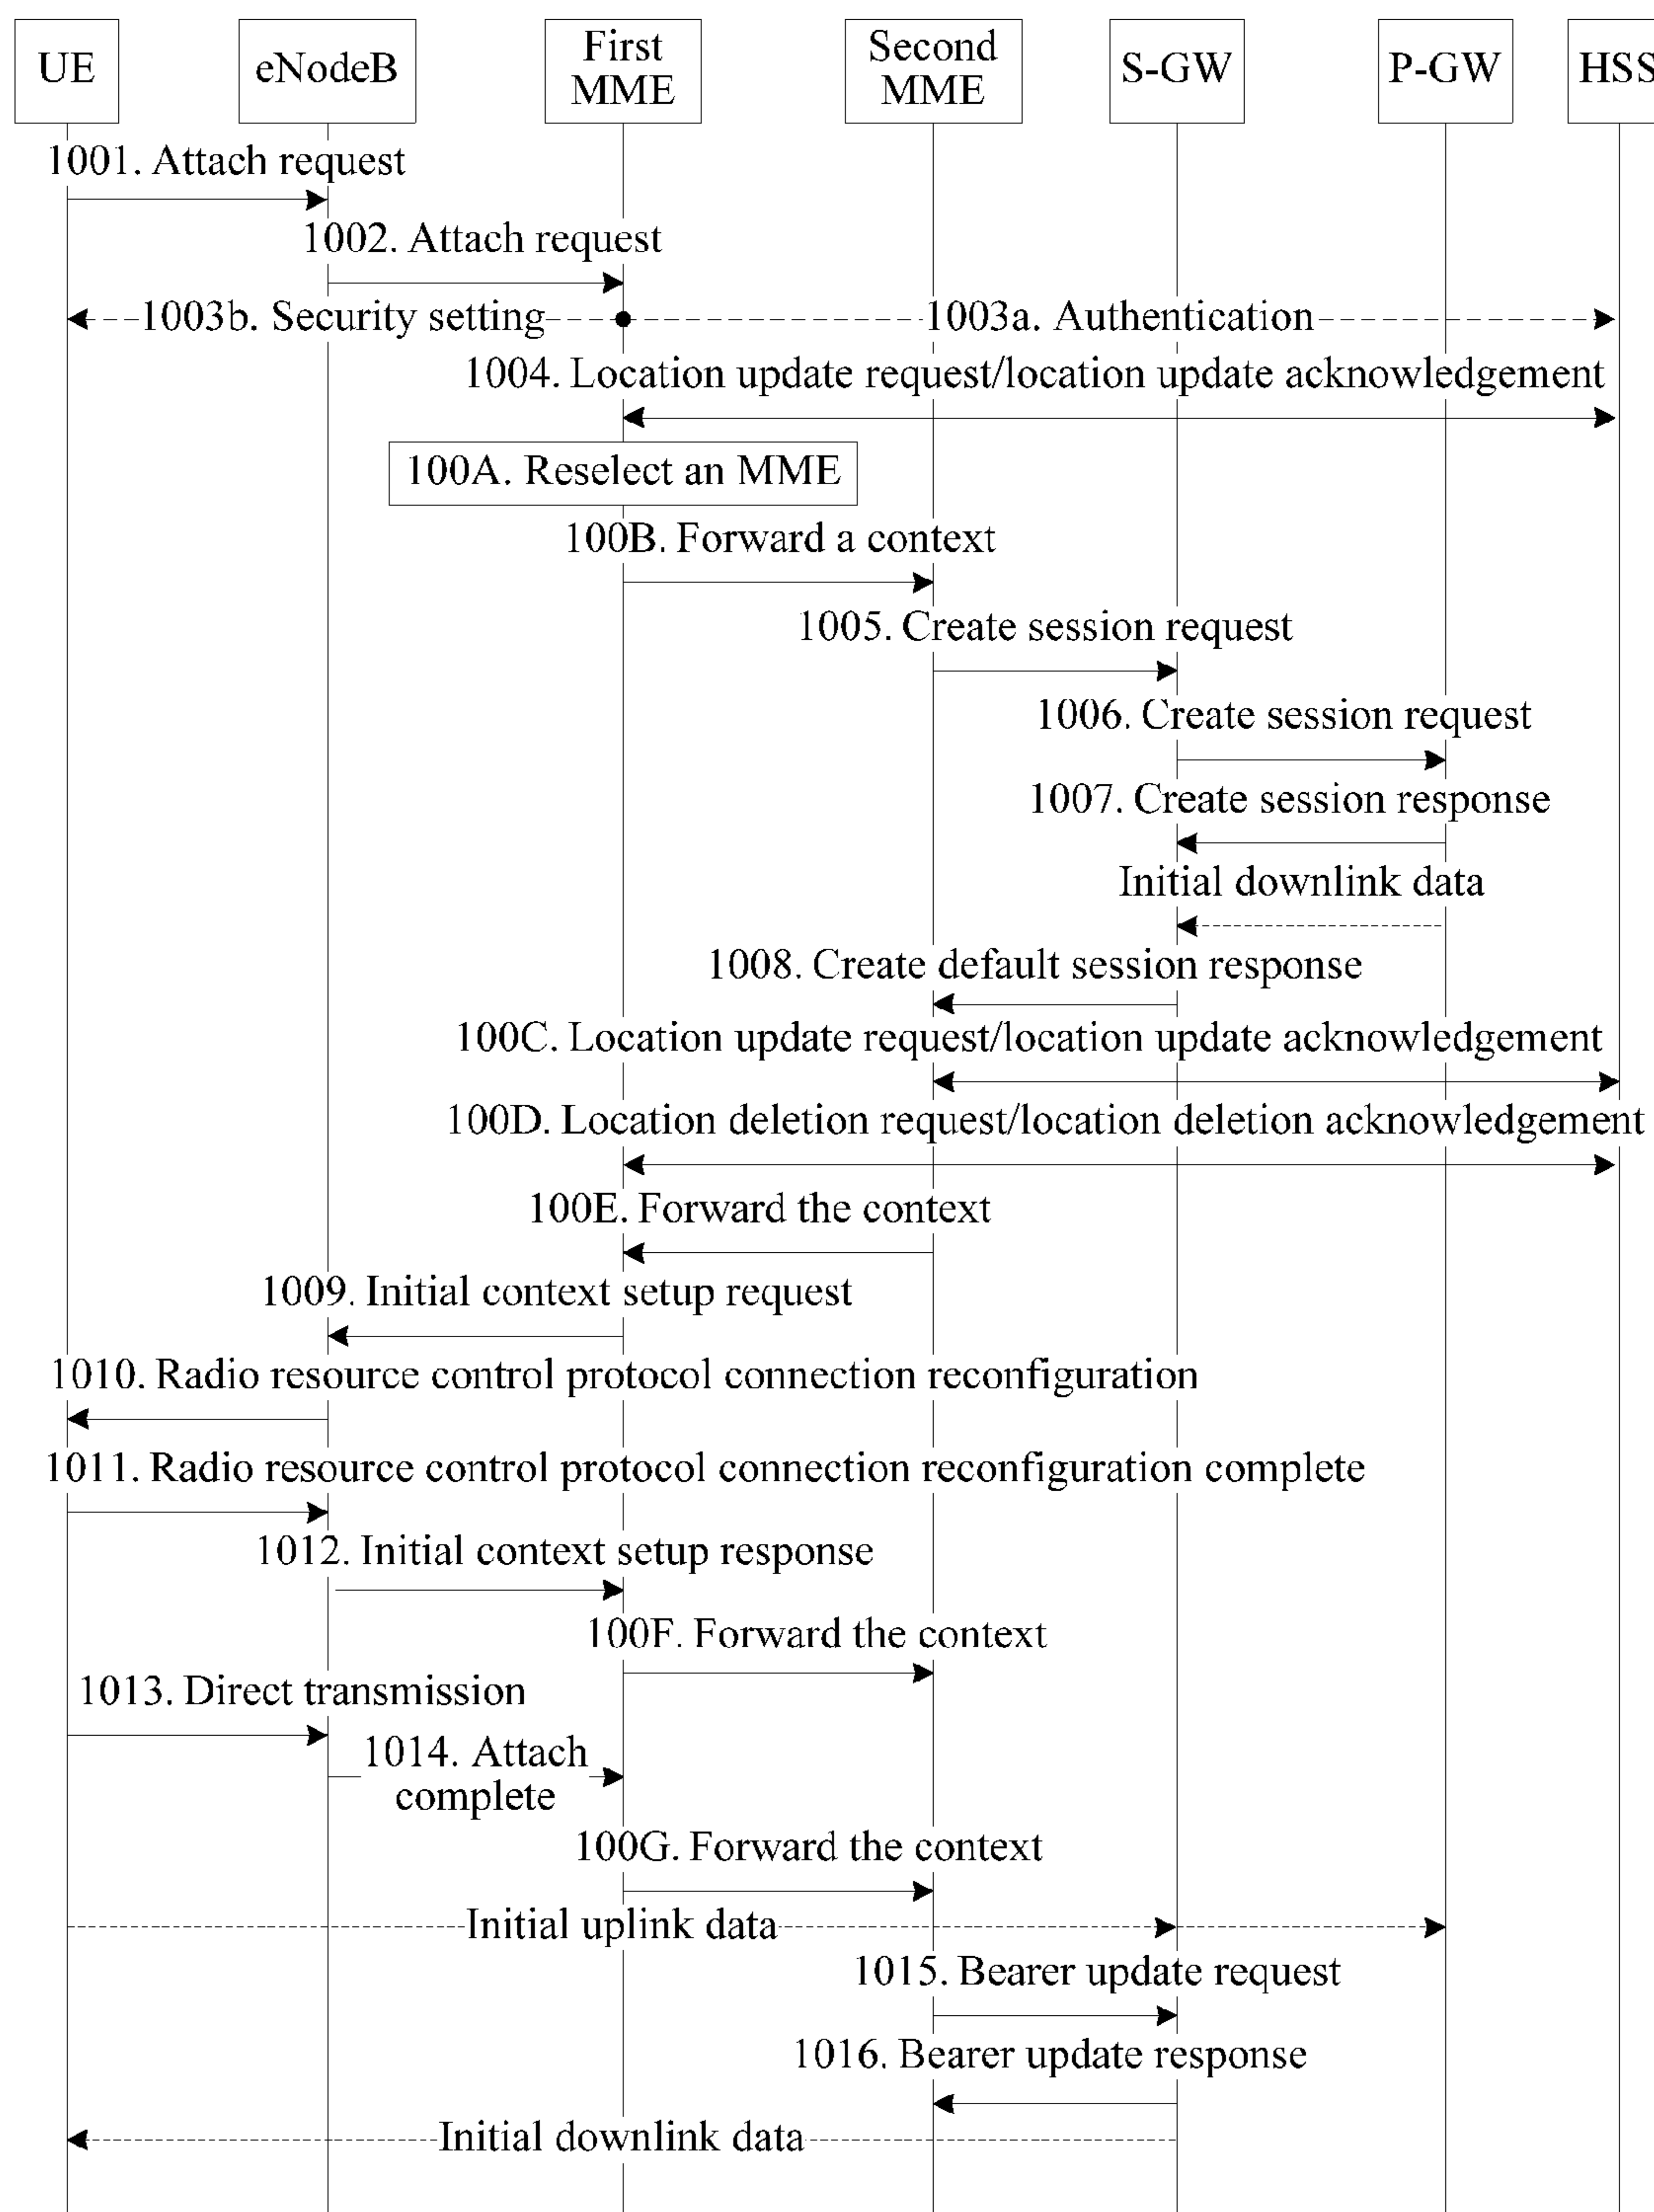 UE
eNodeB
First
MME
Second
MME
S-GW
P-GW
HSS
1001. Attach request
1002. Attach request
1003b. Security setting
1003a. Authentication
1004. Location update request/location update acknowledgement
100A. Reselect an MME
100B. Forward a context
1005. Create session request
1006. Create session request
1007. Create session response
Initial downlink data
1008. Create default session response
100C. Location update request/location update acknowledgement
100D. Location deletion request/location deletion acknowledgement
100E. Forward the context
1009. Initial context setup request
1010. Radio resource control protocol connection reconfiguration
1011. Radio resource control protocol connection reconfiguration complete
1012. Initial context setup response
100F. Forward the context
1013. Direct transmission
1014. Attach
complete
100G. Forward the context
Initial uplink data
1015. Bearer update request
1016. Bearer update response
Initial downlink data